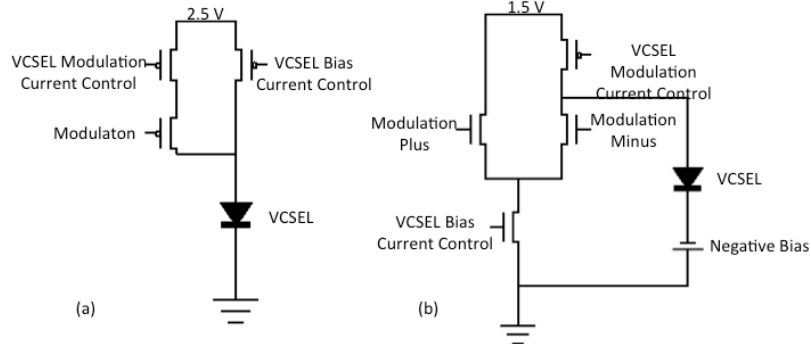 2.5 V
VCSEL Modulation
Current Control
VCSEL Bias
Current Control
Modulaton
VCSEL
(a)
1.5 V
VCSEL
Modulation
Current Control
Modulation
Plus
Modulation
Minus
VCSEL
VCSEL Bias
Current Control
Negative Bias
(b)